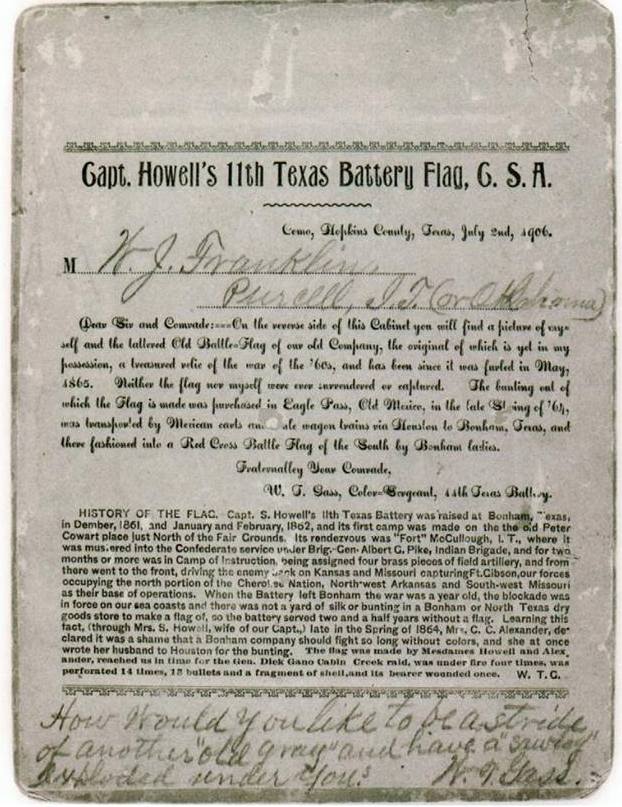 Capt. Howell's 11th Texas Battery Flag, C. S. A.
Como, Hopkins County, Texas, July 2nd, 1906.
M W. J. Franklin
Purcell, I.T. (or Oklahoma)
Dear Sir and Comrade:===On the reverse side of this Cabinet you will find a picture of my=
self and the tattered Old Battle=Flag of our old Company, the original of which is yet in my
possession, a treasured relic of the war of the '60s, and has been since it was furled in May,
1865. Neither the flag nor myself were ever surrendered or captured. The bunting out of
which the Flag is made was purchased in Eagle Pass, Old Mexico, in the late Spring of '64,
was transported by Mexican carts and wagon trains via Houston to Bonham, Texas, and
there fashioned into a Red Cross Battle Flag of the South by Bonham ladies.
Fraternalley Your Comrade,
W. T. Gass, Color=Sergeant, 11th Texas Battery.
HISTORY OF THE FLAG. Capt. S. Howell's 11th Texas Battery was raised at Bonham, Texas,
in Dember, 1861, and January and February, 1862, and its first camp was made on the the old Peter
Cowart place just North of the Fair Grounds. Its rendezvous was "Fort" McCullough, I. T., where it
was mustered into the Confederate service under Brig.-Gen. Albert G. Pike, Indian Brigade, and for two
months or more was in Camp of Instruction, being assigned four brass pieces of field artillery, and from
there went to the front, driving the enemy back on Kansas and Missouri capturing Ft. Gibson, our forces
occupying the north portion of the Cherokee Nation, North-west Arkansas and South-west Missouri
as their base of operations. When the Battery left Bonham the war was a year old, the blockade was
in force on our sea coasts and there was not a yard of silk or bunting in a Bonham or North Texas dry
goods store to make a flag of, so the battery served two and a half years without a flag. Learning this
fact, (through Mrs. S. Howell, wife of our Capt.,) late in the Spring of 1864, Mrs. C. C. Alexander, de-
clared it was a shame that a Bonham company should fight so long without colors, and she at once
wrote her husband to Houston for the bunting. The flag was made by Mesdames Howell and Alex
ander, reached us in time for the Gen. Dick Gano Cabin Creek raid, was under fire four times, was
perforated 14 times, 13 bullets and a fragment of shell, and its bearer wounded once. W. T. G.
How would you like to be a stride
of another "old gray" and have a "sawlog"
exploded under you? W. T. Gass.